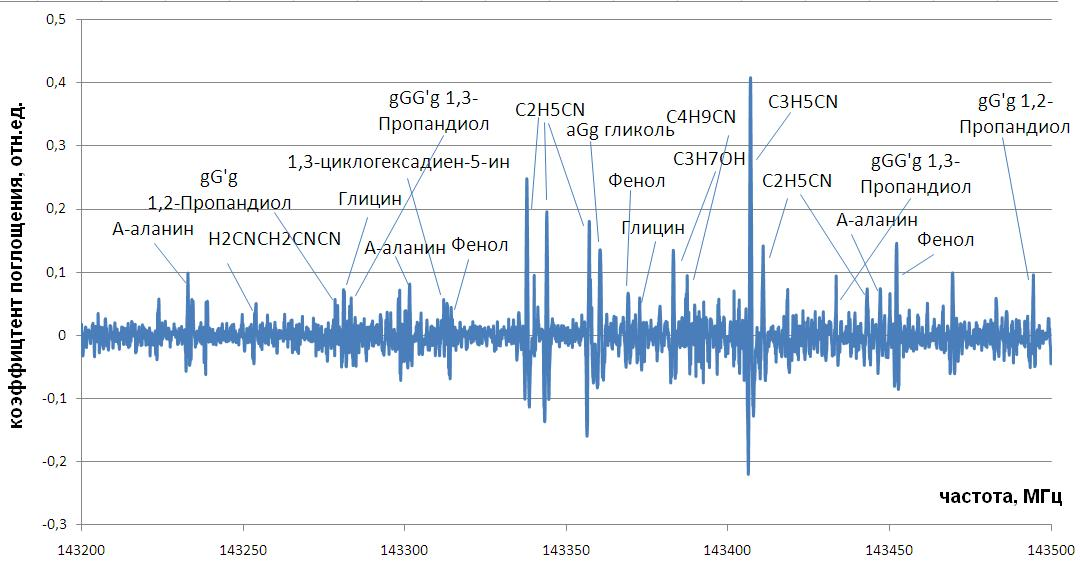 коэффицтент поглощения, отн.ед.
0,5
0,4
0,3
0,2
0,1
0
-0,1
-0,2
-0,3
А-аланин
gG'g
1,2-Пропандиол
H2CNCH2CNCN
gGG'g 1,3-
Пропандиол
1,3-циклогексадиен-5-ин
Глицин
А-аланин
Фенол
C2H5CN
aGg гликоль
Фенол
Глицин
C4H9CN
C3H7OH
C3H5CN
C2H5CN
gGG'g 1,3-
Пропандиол
А-аланин
Фенол
gG'g 1,2-
Пропандиол
частота, МГц
143200
143250
143300
143350
143400
143450
143500